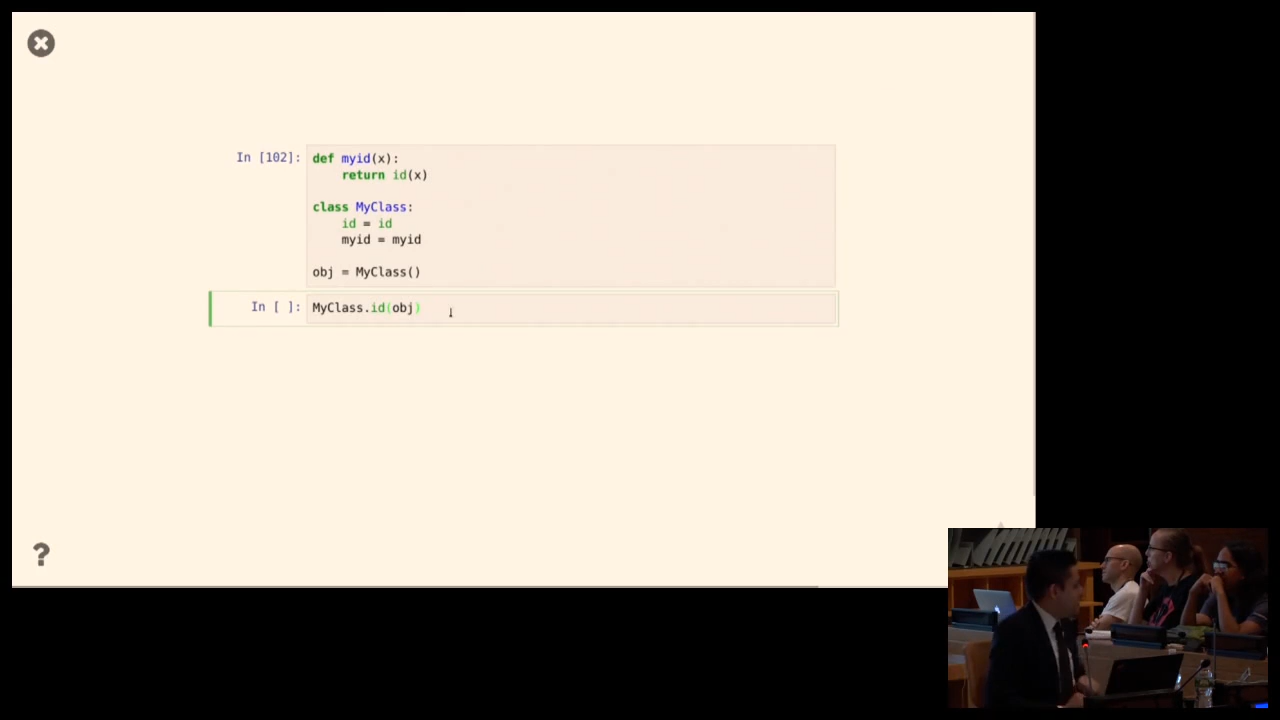 In [102]:
def myid(x):
    return id(x)
class MyClass:
    id = id
    myid = myid
obj = MyClass()
In [ ]:
MyClass.id(obj)
?